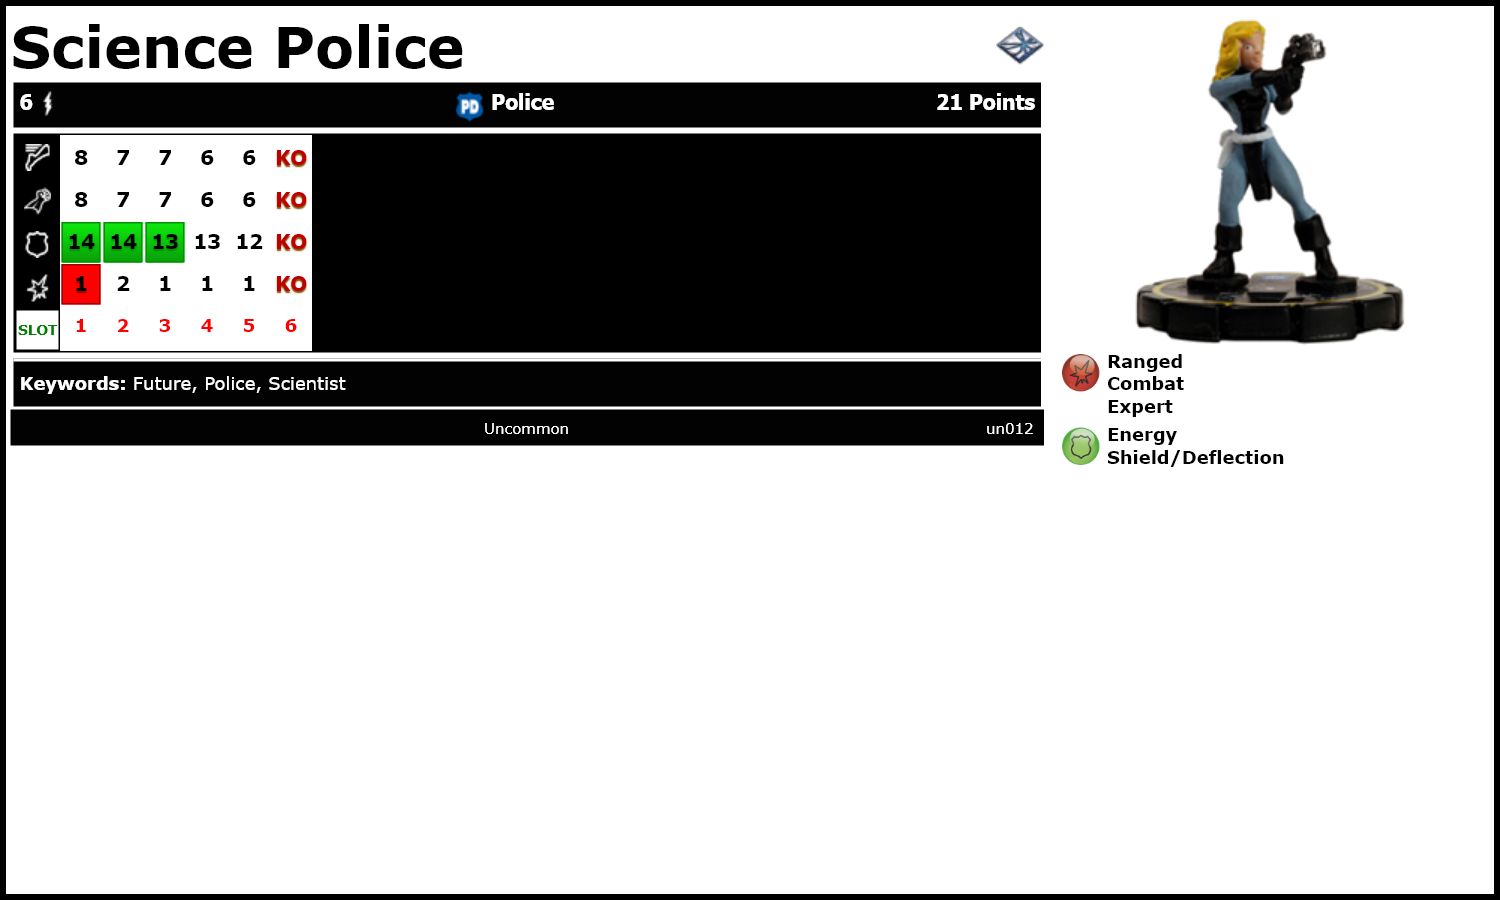 Science Police
6 PD Police 21 Points
8 7 7 6 6 KO
8 7 7 6 6 KO
14 14 13 13 12 KO
1 2 1 1 1 KO
SLOT 1 2 3 4 5 6
Keywords: Future, Police, Scientist
Uncommon un012
Ranged
Combat
Expert
Energy
Shield/Deflection